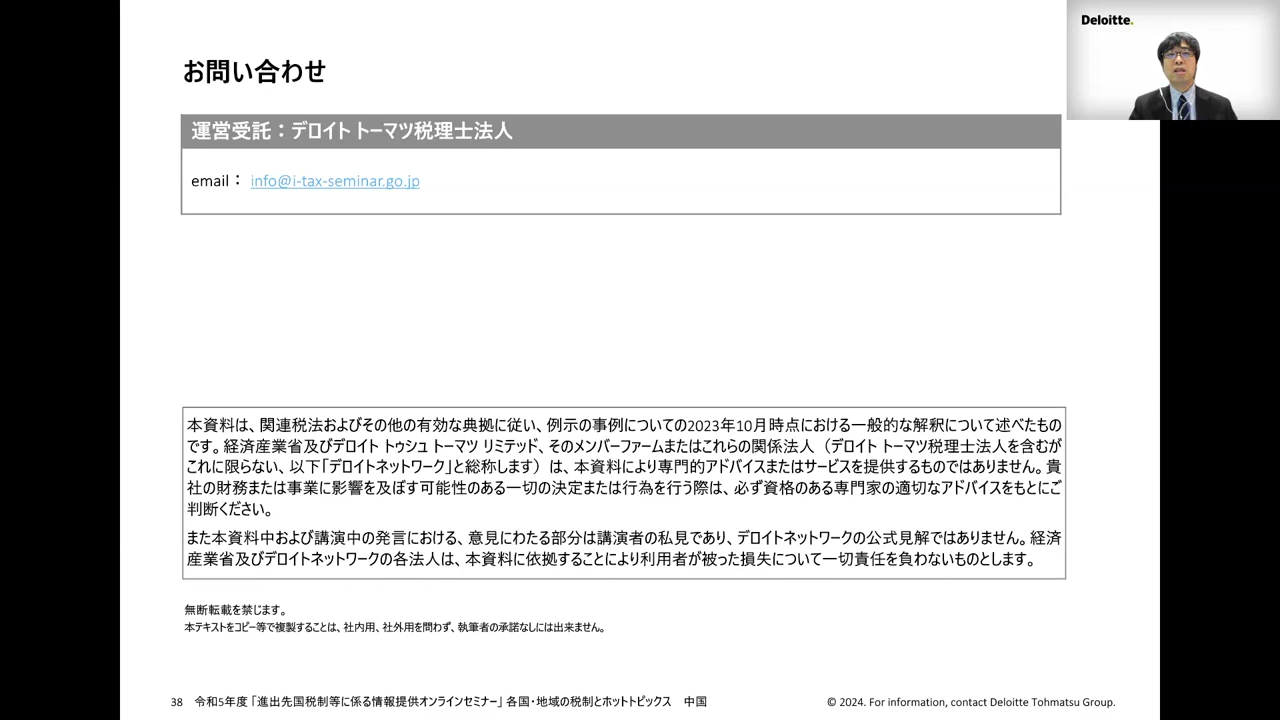 Deloitte.
お問い合わせ
運営受託：デロイト トーマツ税理士法人
email： info@i-tax-seminar.go.jp
本資料は、関連税法およびその他の有効な典拠に従い、例示の事例についての2023年10月時点における一般的な解釈について述べたもの
です。経済産業省及びデロイト トウシュ トーマツ リミテッド、そのメンバーファームまたはこれらの関係法人（デロイト トーマツ税理士法人を含むが
これに限らない、以下「デロイトネットワーク」と総称します）は、本資料により専門的アドバイスまたはサービスを提供するものではありません。貴
社の財務または事業に影響を及ぼす可能性のある一切の決定または行為を行う際は、必ず資格のある専門家の適切なアドバイスをもとにご
判断ください。
また本資料中および講演中の発言における、意見にわたる部分は講演者の私見であり、デロイトネットワークの公式見解ではありません。経済
産業省及びデロイトネットワークの各法人は、本資料に依拠することにより利用者が被った損失について一切責任を負わないものとします。
無断転載を禁じます。
本テキストをコピー等で複製することは、社内用、社外用を問わず、執筆者の承諾なしには出来ません。
38 令和5年度「進出先国税制等に係る情報提供オンラインセミナー」各国・地域の税制とホットトピックス 中国
© 2024. For information, contact Deloitte Tohmatsu Group.